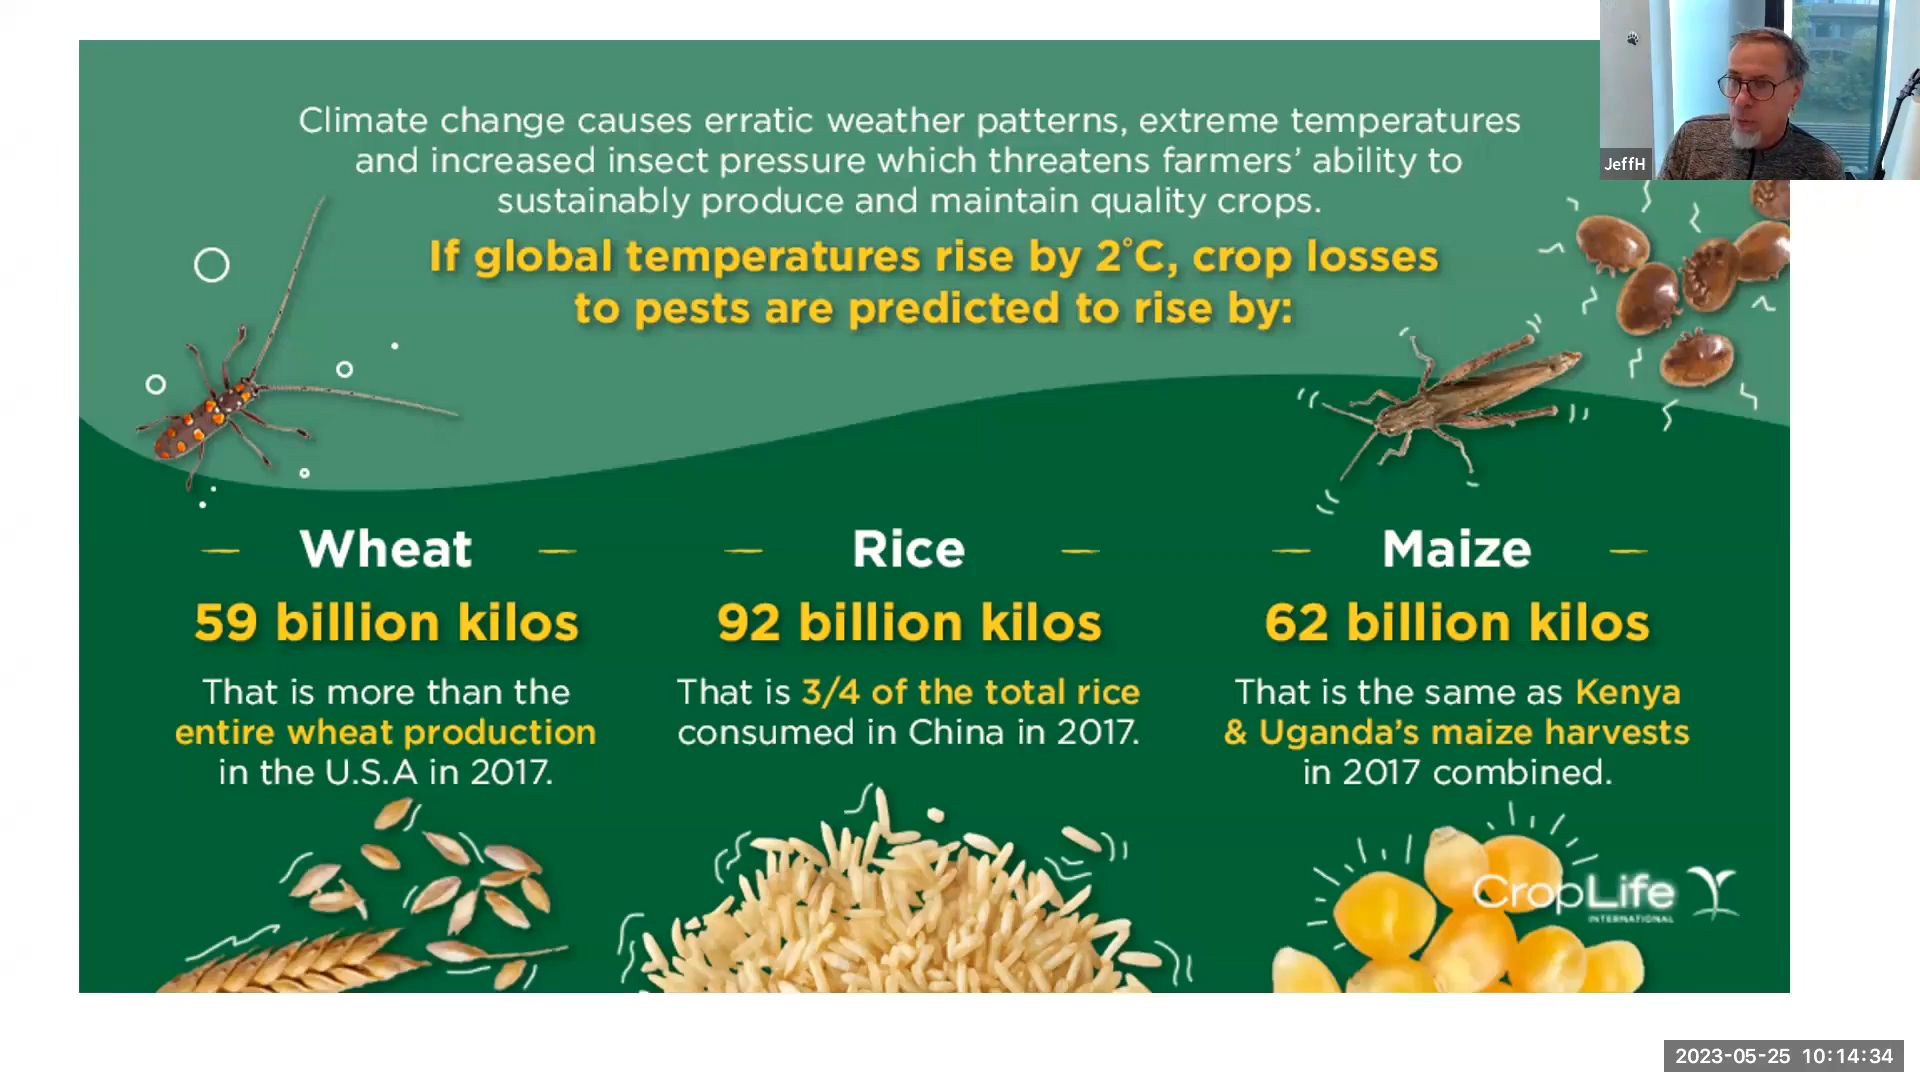 Climate change causes erratic weather patterns, extreme temperatures
and increased insect pressure which threatens farmers' ability to
sustainably produce and maintain quality crops.
If global temperatures rise by 2°C, crop losses
to pests are predicted to rise by:
JeffH
Wheat
59 billion kilos
That is more than the
entire wheat production
in the U.S.A in 2017.
Rice
92 billion kilos
That is 3/4 of the total rice
consumed in China in 2017.
Maize
62 billion kilos
That is the same as Kenya
& Uganda's maize harvests
in 2017 combined.
CropLife
INTERNATIONAL
2023-05-25 10:14:34